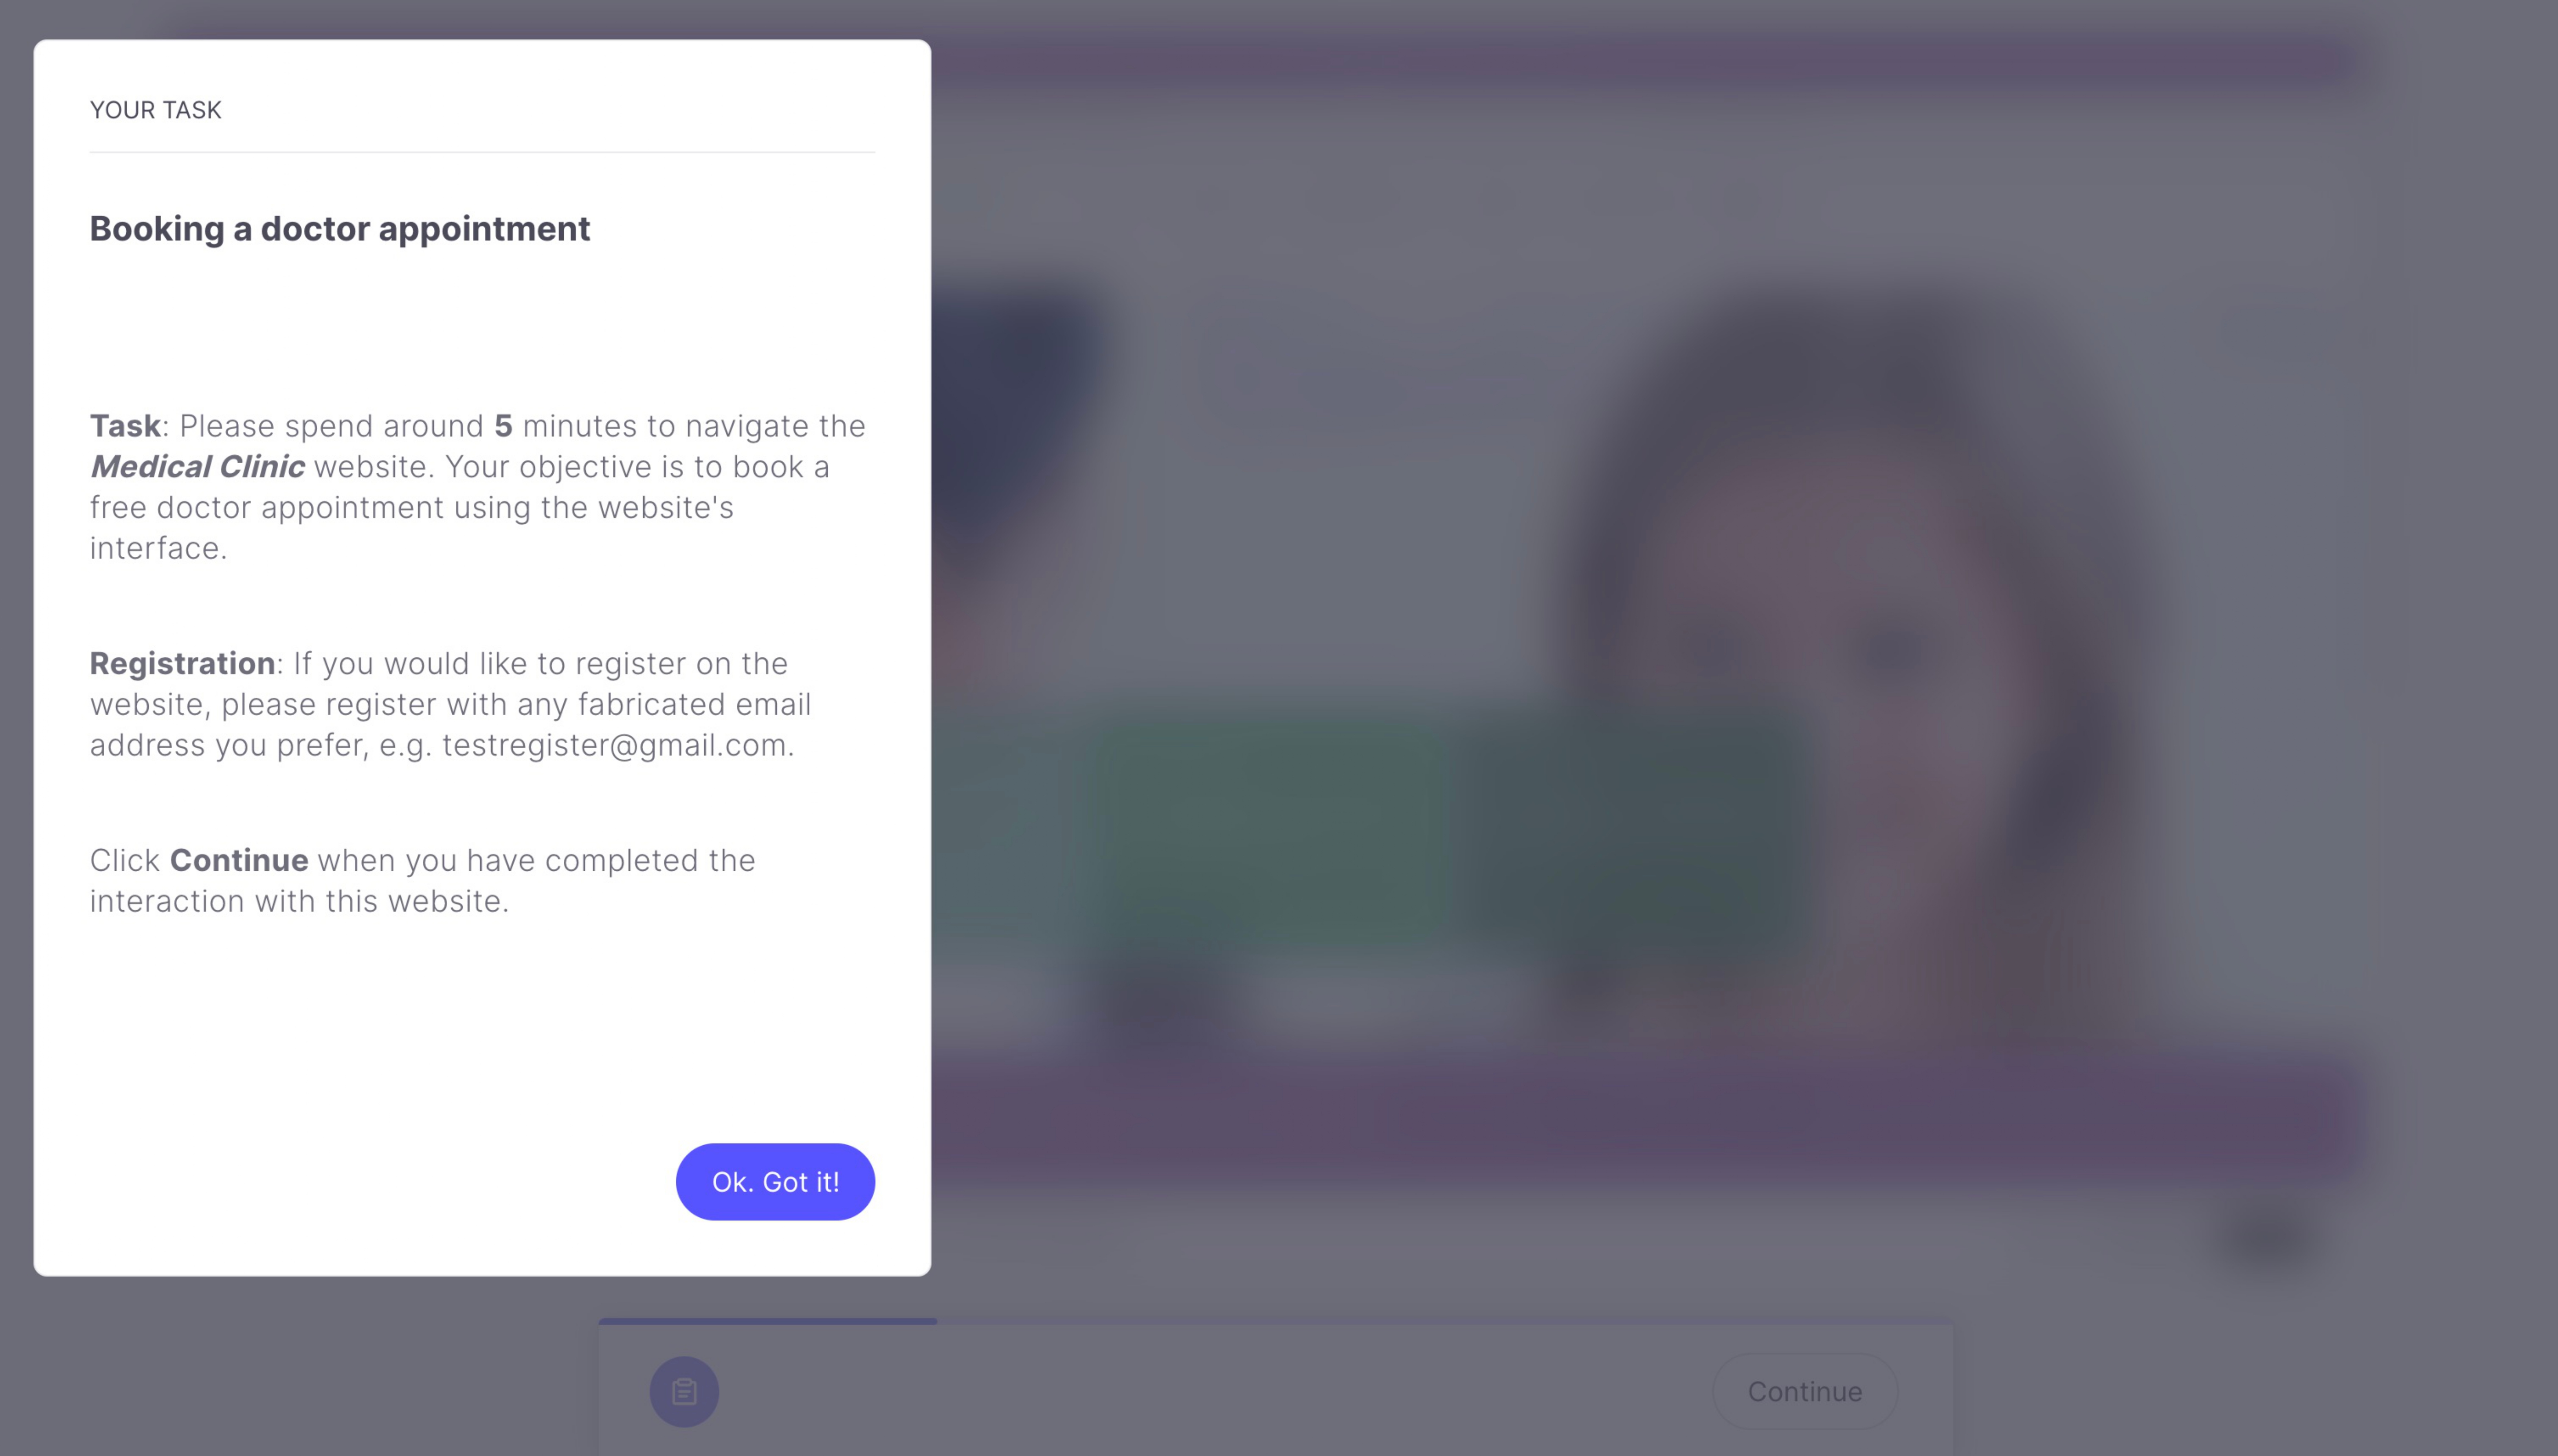 YOUR TASK
Booking a doctor appointment
Task: Please spend around 5 minutes to navigate the
Medical Clinic website. Your objective is to book a
free doctor appointment using the website's
interface.
Registration: If you would like to register on the
website, please register with any fabricated email
address you prefer, e.g. testregister@gmail.com.
Click Continue when you have completed the
interaction with this website.
Ok. Got it!
Continue